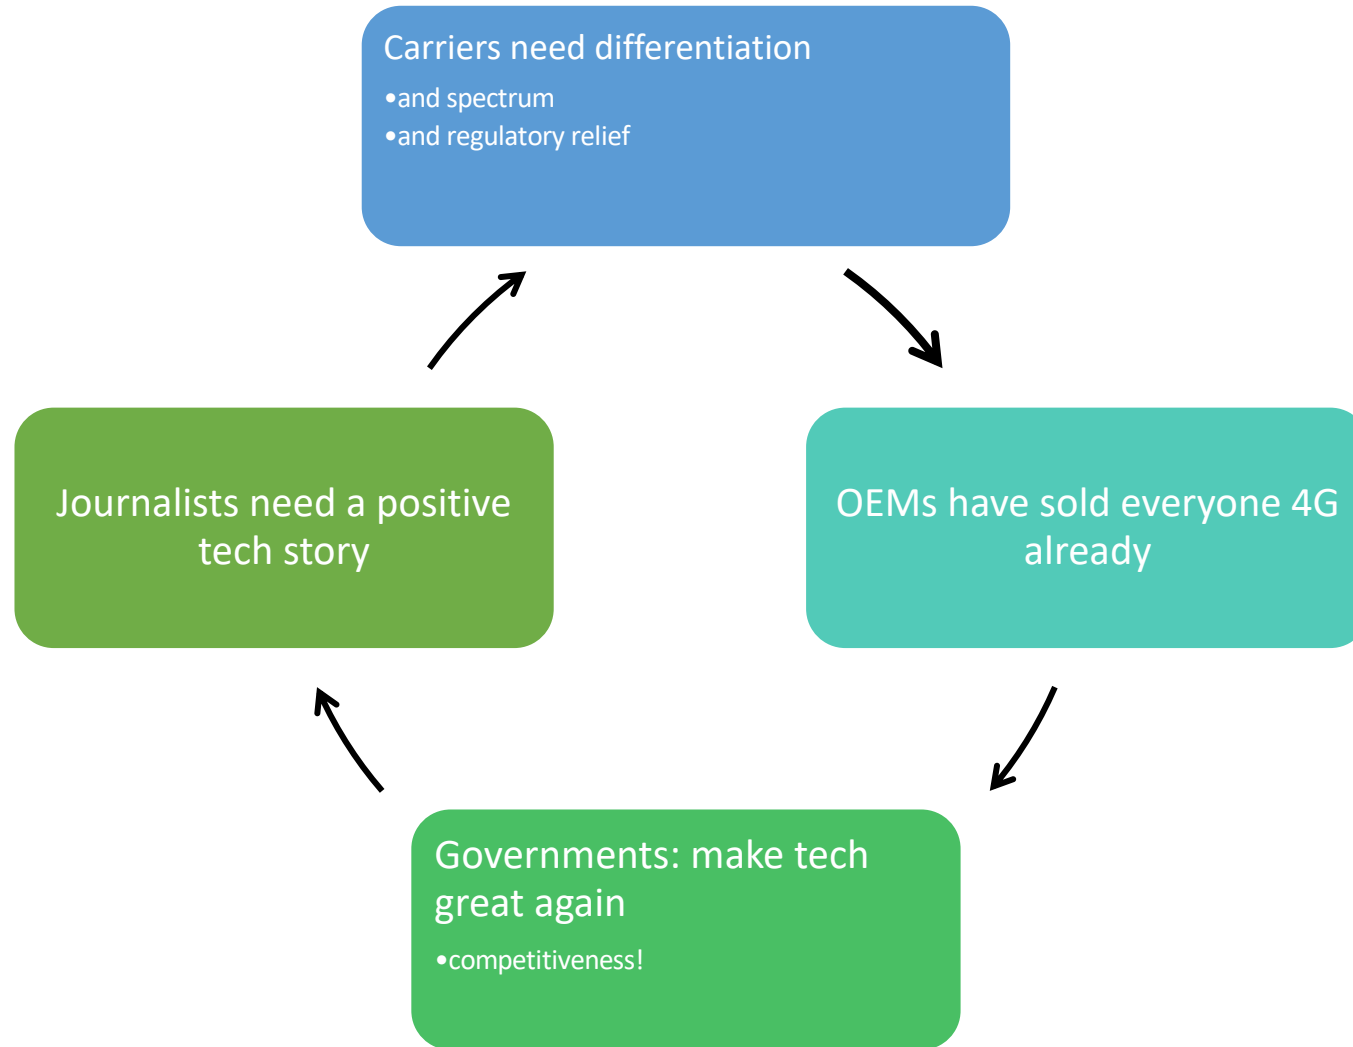 Carriers need differentiation
•and spectrum
•and regulatory relief
Journalists need a positive
tech story
OEMs have sold everyone 4G
already
Governments: make tech
great again
•competitiveness!